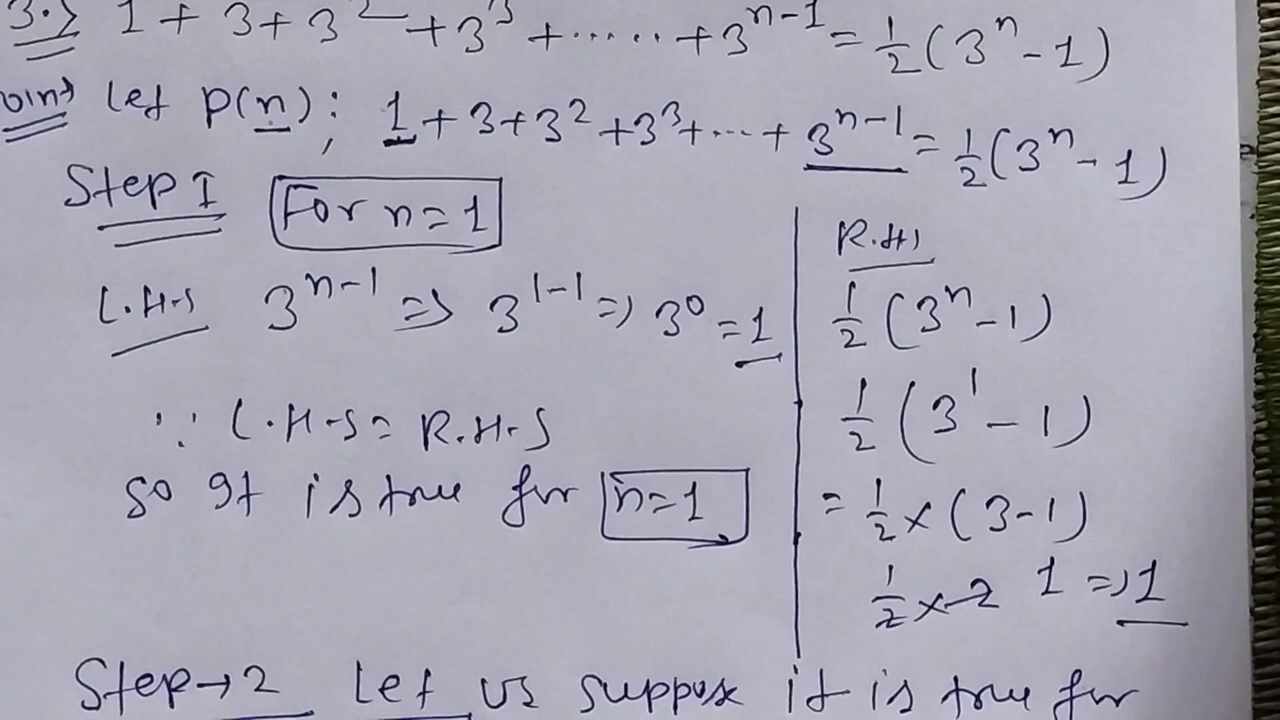 3.> 1 + 3 + 3² + 3³ + ...... + 3ⁿ⁻¹ = 1/2 (3ⁿ - 1)
Let P(n); 1 + 3 + 3² + 3³ + ... + 3ⁿ⁻¹ = 1/2 (3ⁿ - 1)
Step I For n=1
L.H-S 3ⁿ⁻¹ => 3¹⁻¹ => 3⁰ = 1
∵ L.H-S = R.H-S
so It is true for n=1
R.HS
1/2 (3ⁿ - 1)
1/2 (3¹ - 1)
= 1/2 × (3-1)
1/2 × 2 1 => 1
Step→2 Let us suppose it is true for